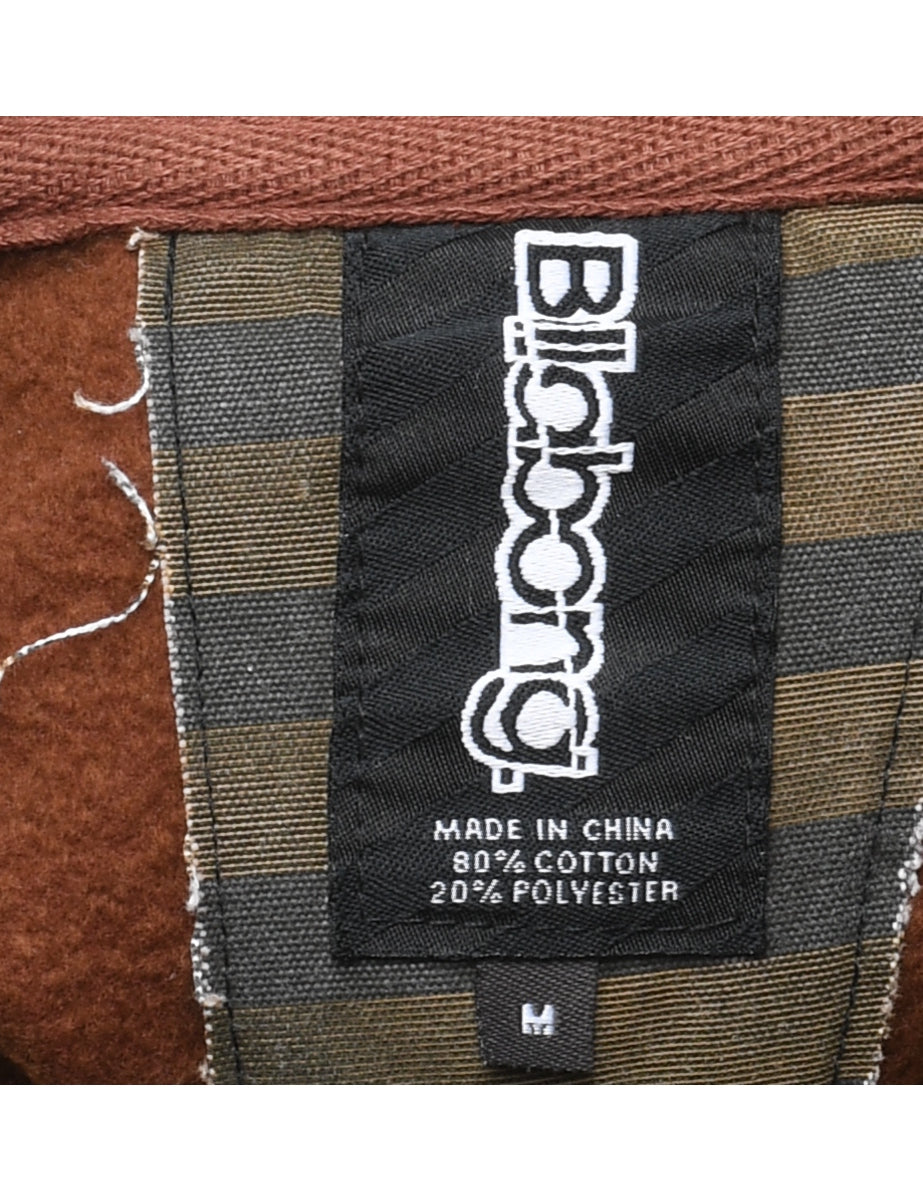 Billabong
MADE IN CHINA
80% COTTON
20% POLYESTER
M